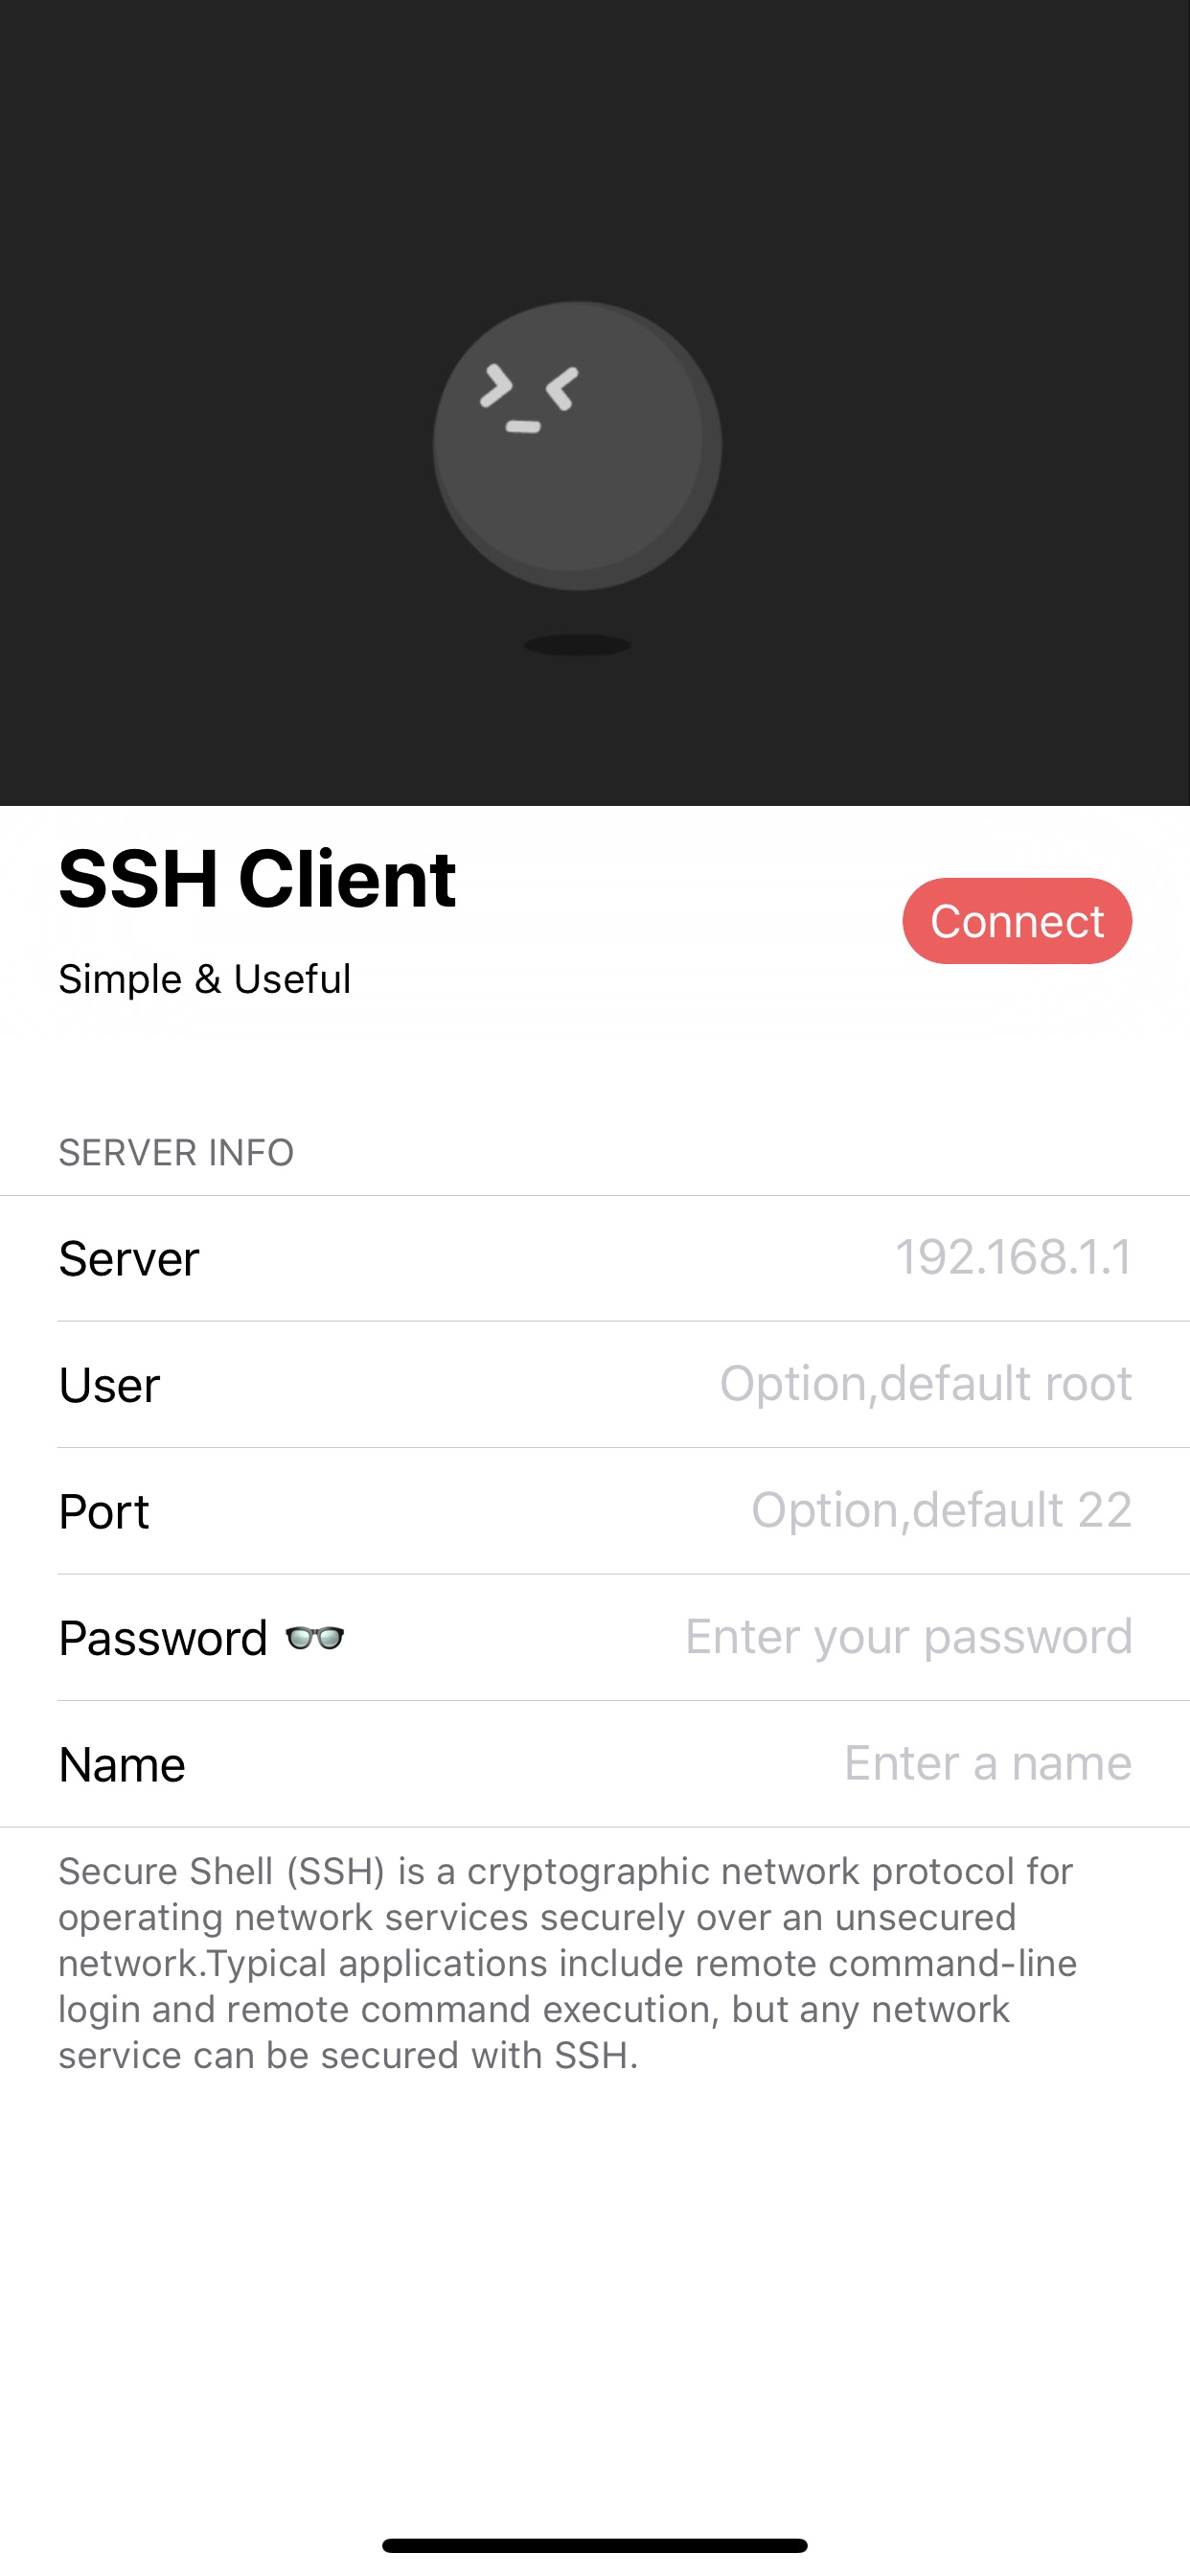 SSH Client
Connect
Simple & Useful
SERVER INFO
Server 192.168.1.1
User Option,default root
Port Option,default 22
Password 👓 Enter your password
Name Enter a name
Secure Shell (SSH) is a cryptographic network protocol for
operating network services securely over an unsecured
network.Typical applications include remote command-line
login and remote command execution, but any network
service can be secured with SSH.